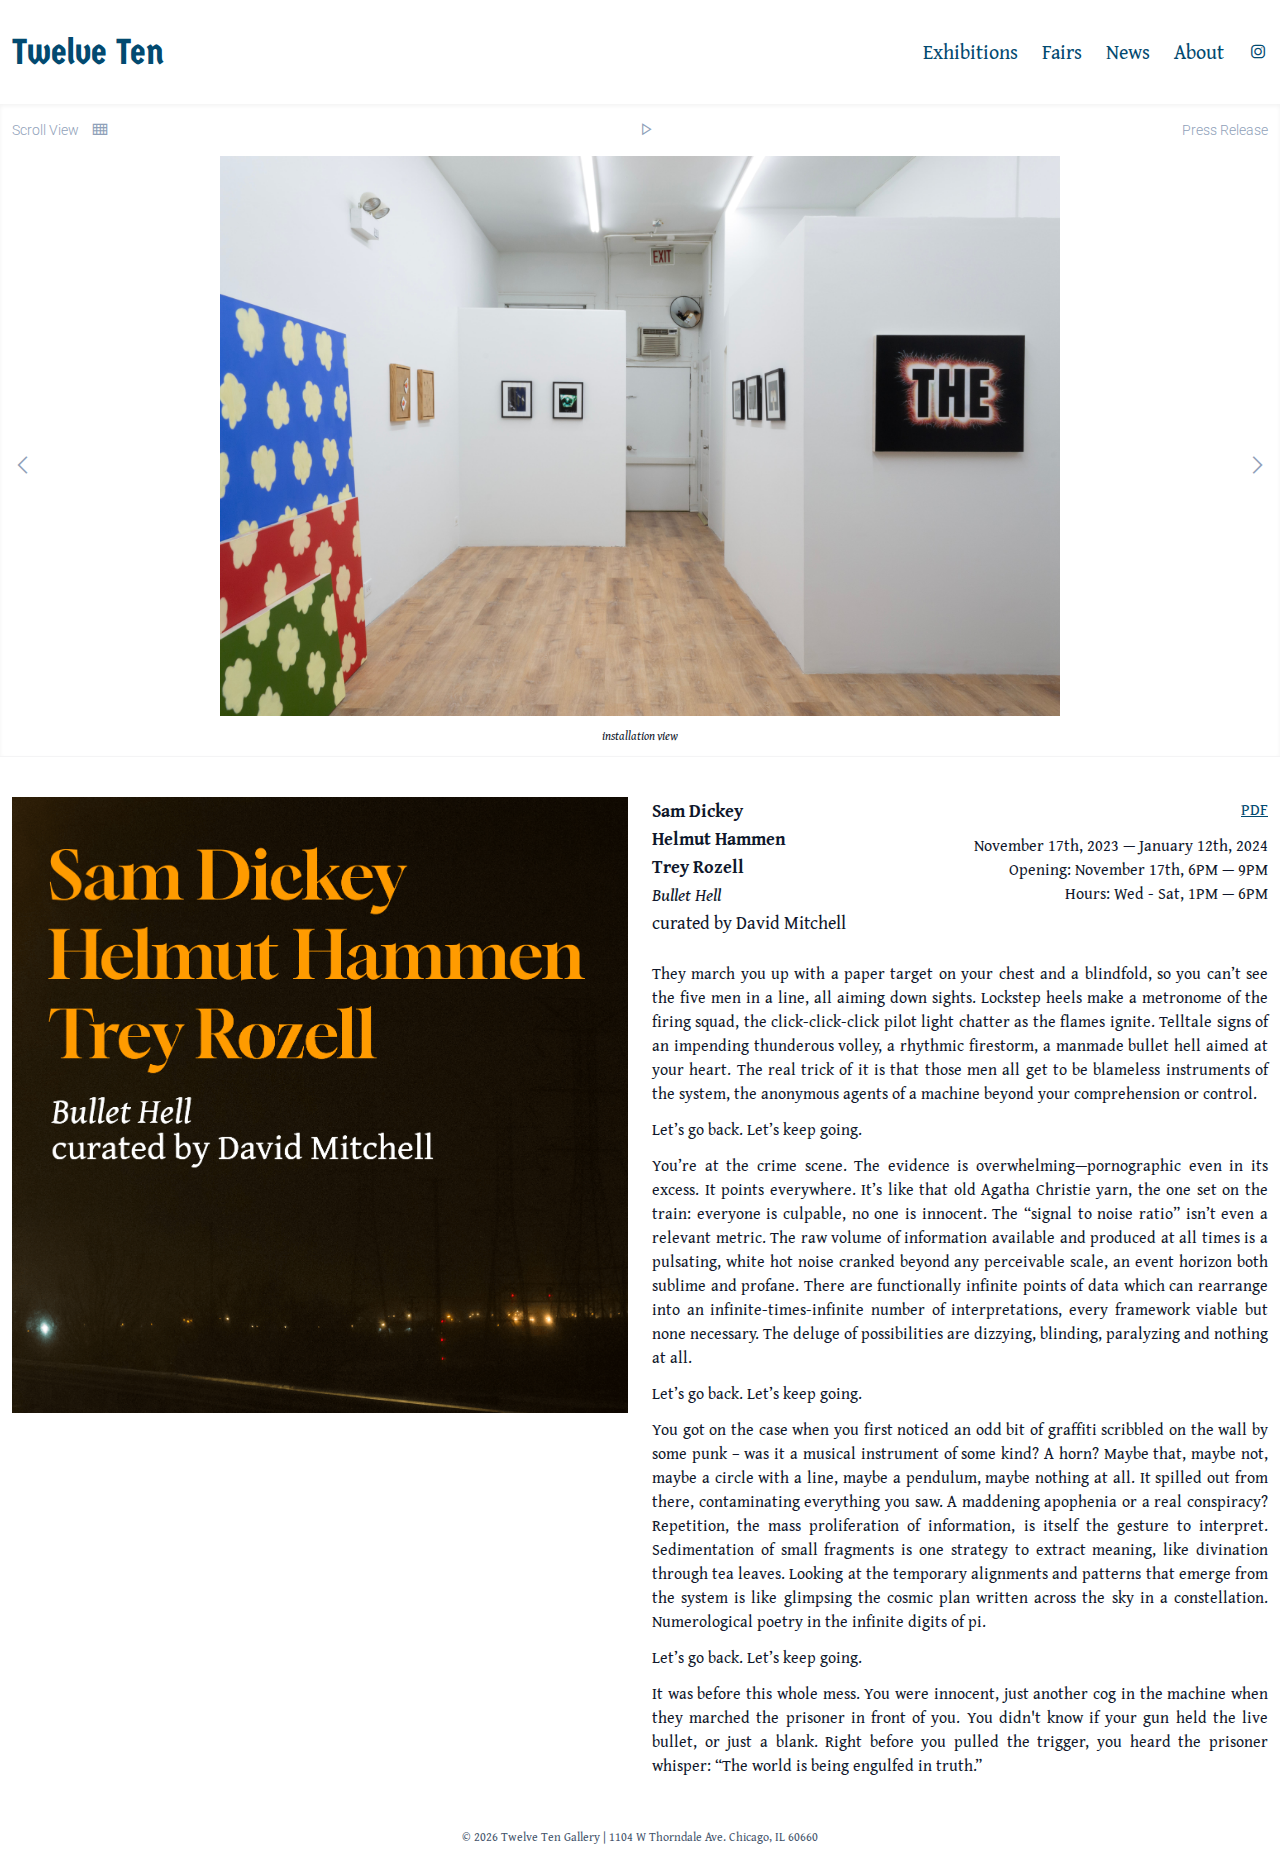 Twelve Ten
Exhibitions Fairs News About
Scroll View
Press Release
EXIT
THE
installation view
Sam Dickey
Helmut Hammen
Trey Rozell
Bullet Hell
curated by David Mitchell
Sam Dickey
Helmut Hammen
Trey Rozell
Bullet Hell
curated by David Mitchell
PDF
November 17th, 2023 — January 12th, 2024
Opening: November 17th, 6PM — 9PM
Hours: Wed - Sat, 1PM — 6PM
They march you up with a paper target on your chest and a blindfold, so you can’t see
the five men in a line, all aiming down sights. Lockstep heels make a metronome of the
firing squad, the click-click-click pilot light chatter as the flames ignite. Telltale signs of
an impending thunderous volley, a rhythmic firestorm, a manmade bullet hell aimed at
your heart. The real trick of it is that those men all get to be blameless instruments of
the system, the anonymous agents of a machine beyond your comprehension or control.
Let’s go back. Let’s keep going.
You’re at the crime scene. The evidence is overwhelming—pornographic even in its
excess. It points everywhere. It’s like that old Agatha Christie yarn, the one set on the
train: everyone is culpable, no one is innocent. The “signal to noise ratio” isn’t even a
relevant metric. The raw volume of information available and produced at all times is a
pulsating, white hot noise cranked beyond any perceivable scale, an event horizon both
sublime and profane. There are functionally infinite points of data which can rearrange
into an infinite-times-infinite number of interpretations, every framework viable but
none necessary. The deluge of possibilities are dizzying, blinding, paralyzing and nothing
at all.
Let’s go back. Let’s keep going.
You got on the case when you first noticed an odd bit of graffiti scribbled on the wall by
some punk – was it a musical instrument of some kind? A horn? Maybe that, maybe not,
maybe a circle with a line, maybe a pendulum, maybe nothing at all. It spilled out from
there, contaminating everything you saw. A maddening apophenia or a real conspiracy?
Repetition, the mass proliferation of information, is itself the gesture to interpret.
Sedimentation of small fragments is one strategy to extract meaning, like divination
through tea leaves. Looking at the temporary alignments and patterns that emerge from
the system is like glimpsing the cosmic plan written across the sky in a constellation.
Numerological poetry in the infinite digits of pi.
Let’s go back. Let’s keep going.
It was before this whole mess. You were innocent, just another cog in the machine when
they marched the prisoner in front of you. You didn't know if your gun held the live
bullet, or just a blank. Right before you pulled the trigger, you heard the prisoner
whisper: “The world is being engulfed in truth.”
© 2026 Twelve Ten Gallery | 1104 W Thorndale Ave. Chicago, IL 60660